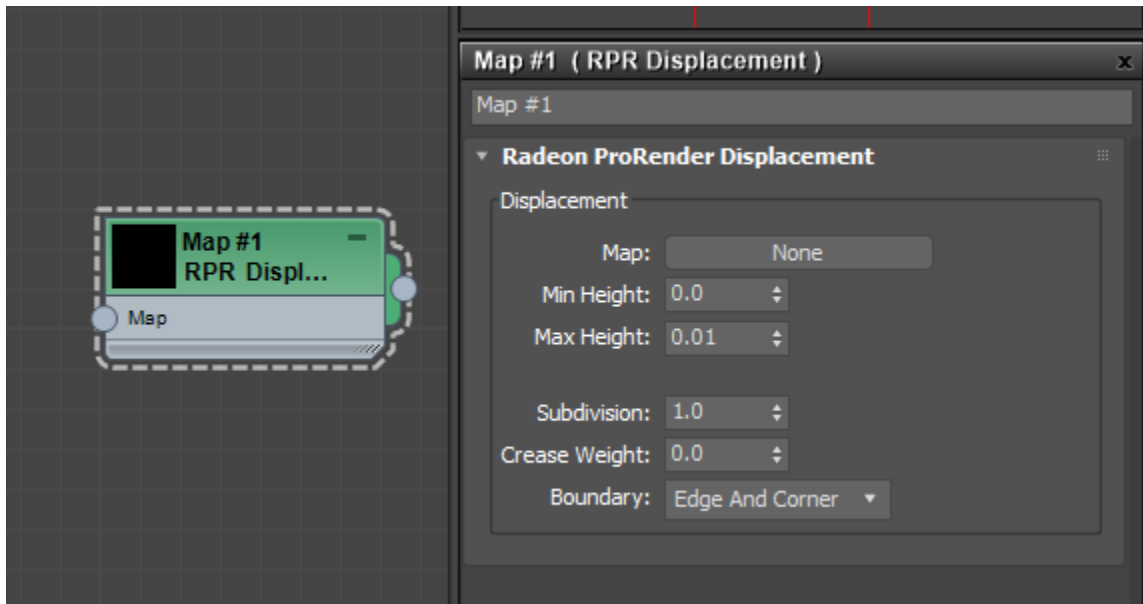 Map #1 ( RPR Displacement ) x
Map #1
Radeon ProRender Displacement
Displacement
Map: None
Min Height: 0.0
Max Height: 0.01
Subdivision: 1.0
Crease Weight: 0.0
Boundary: Edge And Corner
Map #1
RPR Displ...
Map